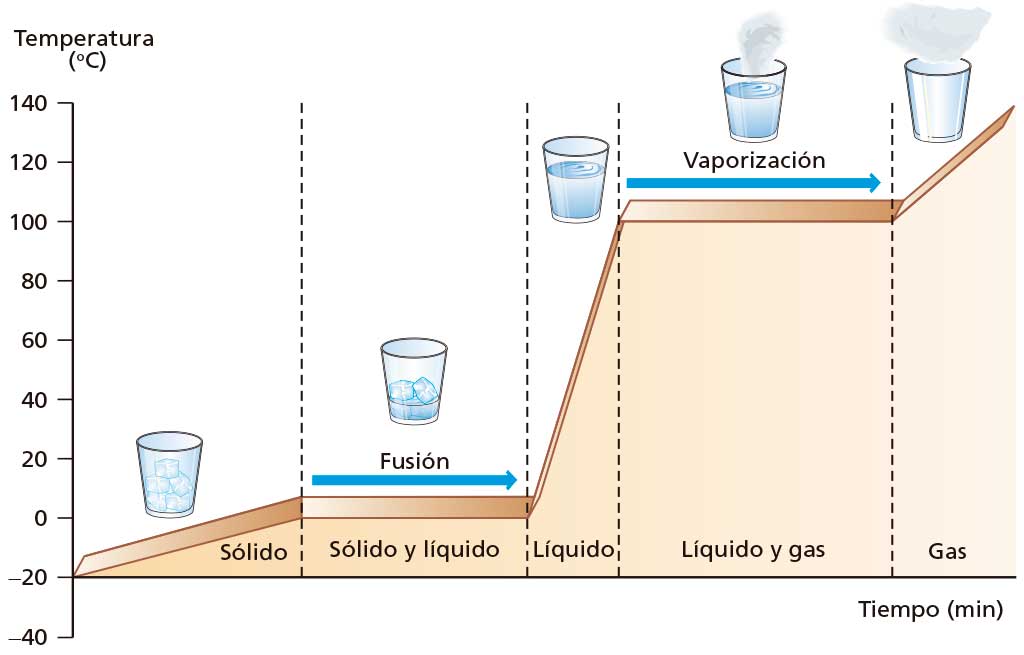 Temperatura
(ºC)
140
120
100
80
60
40
20
0
–20
–40
Vaporización
Fusión
Sólido
Sólido y líquido
Líquido
Líquido y gas
Gas
Tiempo (min)